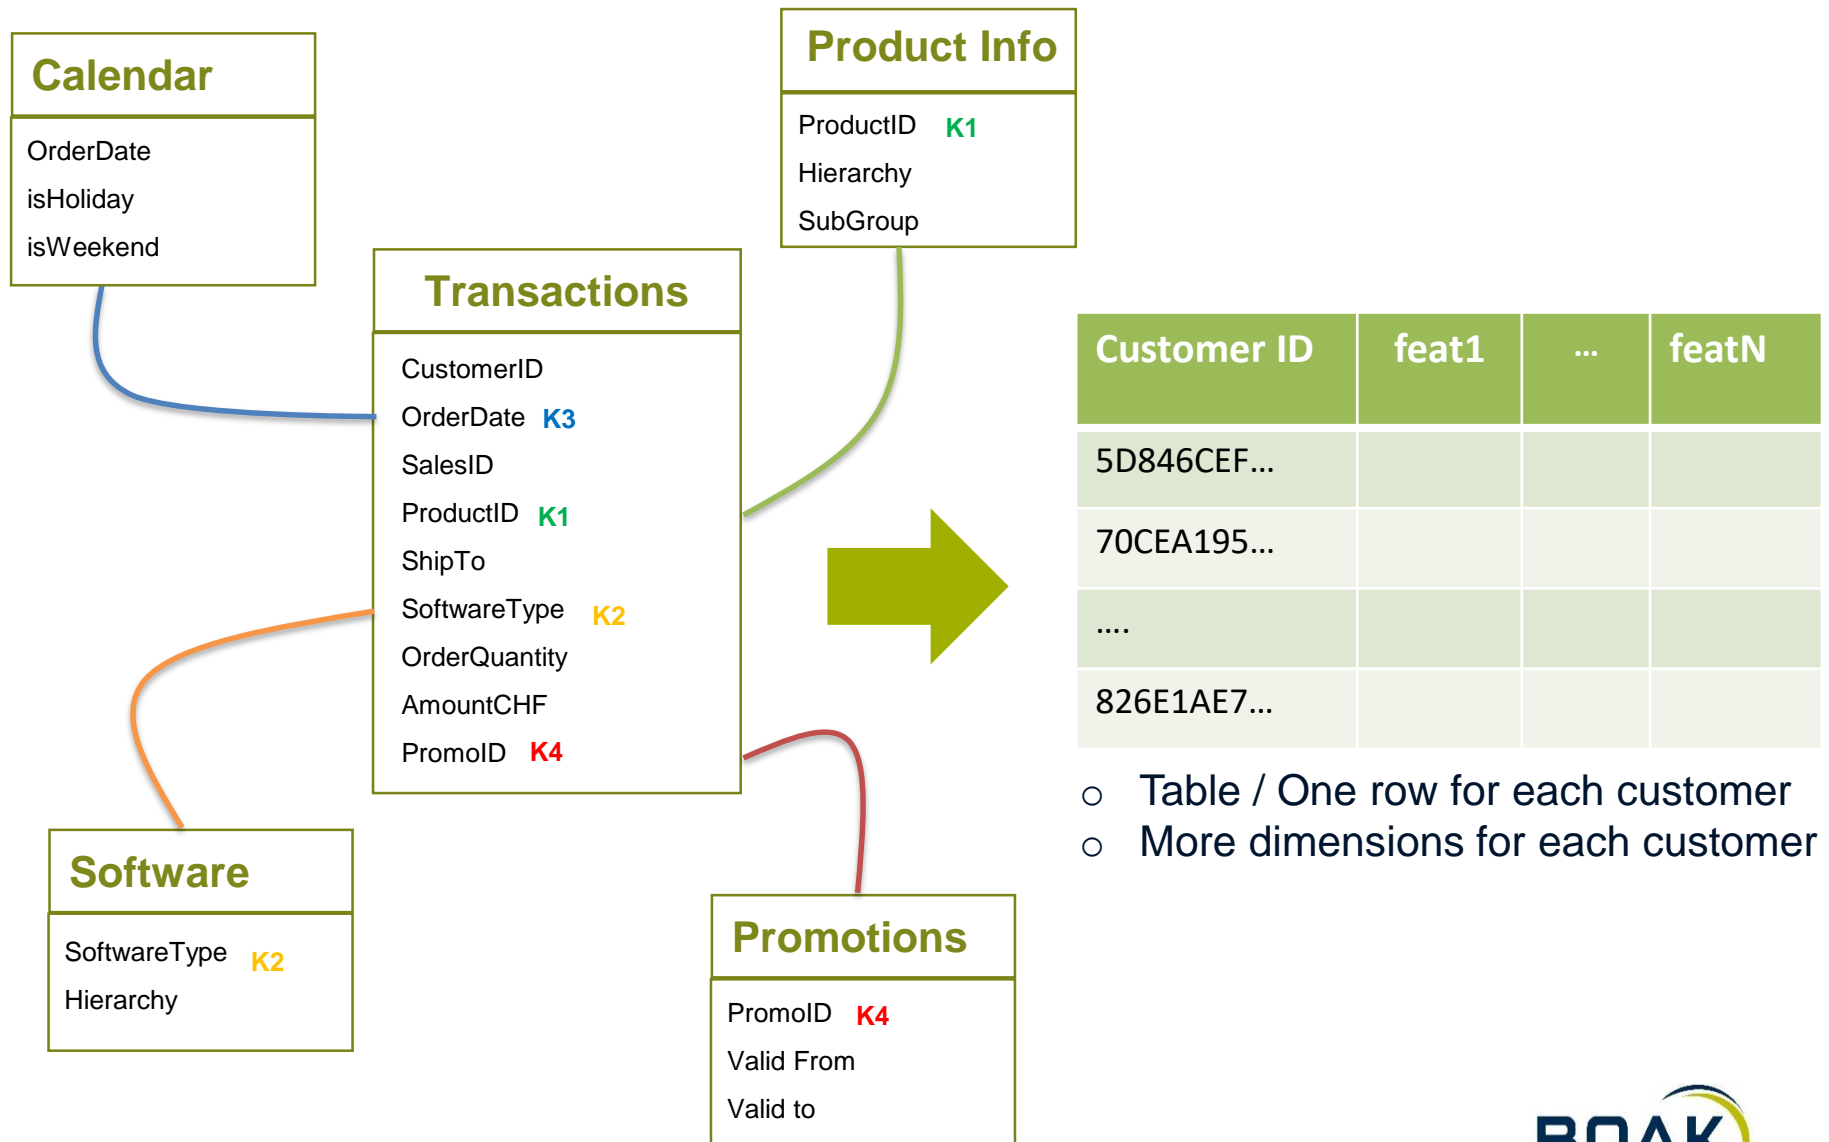 Calendar
OrderDate
isHoliday
isWeekend
Product Info
ProductID K1
Hierarchy
SubGroup
Transactions
CustomerID
OrderDate K3
SalesID
ProductID K1
ShipTo
SoftwareType K2
OrderQuantity
AmountCHF
PromoID K4
Software
SoftwareType K2
Hierarchy
Promotions
PromoID K4
Valid From
Valid to
Customer ID feat1 ... featN
5D846CEF...
70CEA195...
....
826E1AE7...
○ Table / One row for each customer
○ More dimensions for each customer
BOAK